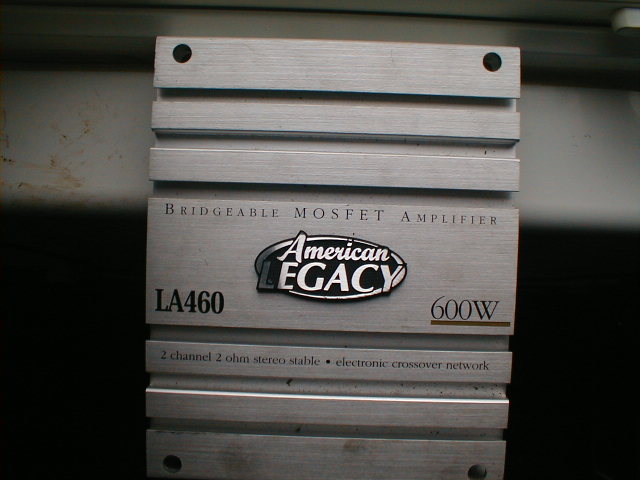 BRIDGEABLE MOSFET AMPLIFIER
American
LEGACY
LA460
600W
2 channel 2 ohm stereo stable • electronic crossover network